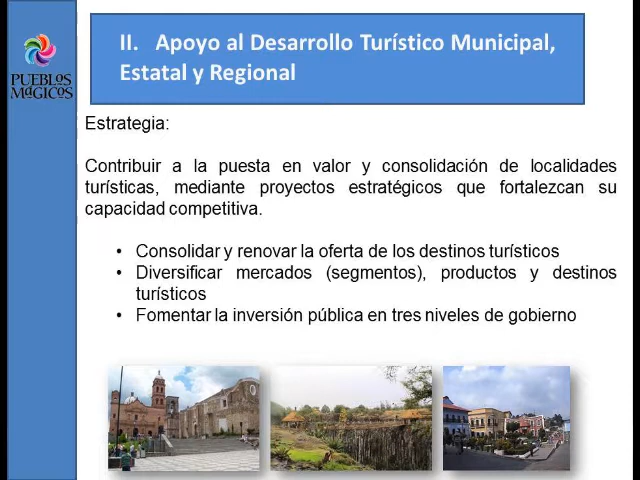 II. Apoyo al Desarrollo Turístico Municipal,
Estatal y Regional
PUEBLOS
MáGICOS
Estrategia:
Contribuir a la puesta en valor y consolidación de localidades
turísticas, mediante proyectos estratégicos que fortalezcan su
capacidad competitiva.
• Consolidar y renovar la oferta de los destinos turísticos
• Diversificar mercados (segmentos), productos y destinos
turísticos
• Fomentar la inversión pública en tres niveles de gobierno